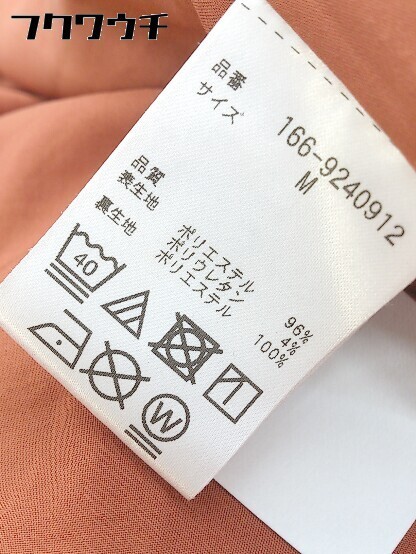 フクワウチ
品番 166-9240912
サイズ M
品質
表生地 ポリエステル 96%
ポリウレタン 4%
裏生地 ポリエステル 100%
40
W